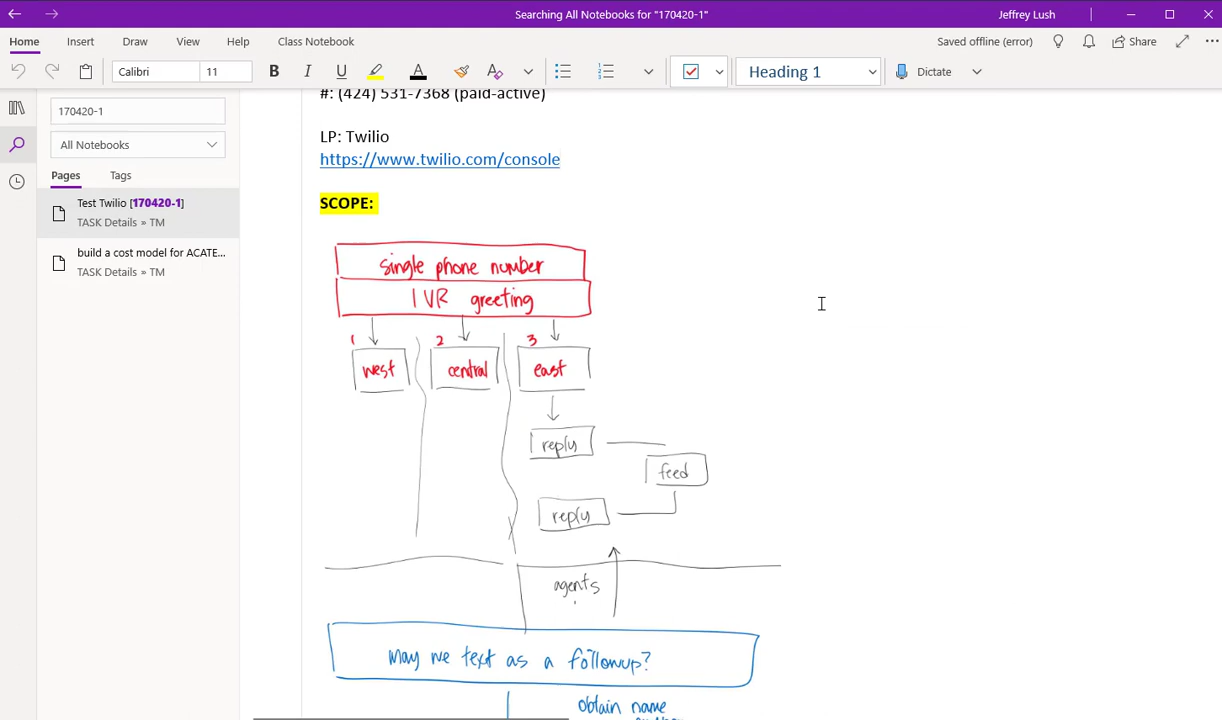 Searching All Notebooks for "170420-1"
Jeffrey Lush
Home Insert Draw View Help Class Notebook
Saved offline (error)
Share
Calibri 11 B I U A A Heading 1 Dictate
170420-1
All Notebooks
Pages Tags
Test Twilio [170420-1]
TASK Details » TM
build a cost model for ACATE...
TASK Details » TM
#: (424) 531-7368 (paid-active)
LP: Twilio
https://www.twilio.com/console
SCOPE:
single phone number
IVR greeting
1 2 3
west central east
reply
feed
reply
agents
may we text as a followup?
obtain name